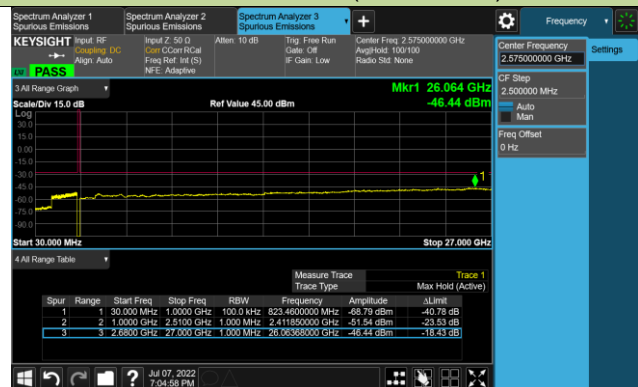 Spectrum Analyzer 1
Spurious Emissions
Spectrum Analyzer 2
Spurious Emissions
Spectrum Analyzer 3
Spurious Emissions
Frequency
KEYSIGHT
Input: RF
Coupling: DC
Align: Auto
Input Z: 50 Ω
Corr CCorr RCal
Freq Ref: Int (S)
NFE: Adaptive
Atten: 10 dB
Trig: Free Run
Gate: Off
IF Gain: Low
Center Freq: 2.575000000 GHz
Avg|Hold: 100/100
Radio Std: None
PASS
Center Frequency
2.575000000 GHz
Settings
CF Step
2.500000 MHz
Auto
Man
Freq Offset
0 Hz
3 All Range Graph
Mkr1 26.064 GHz
Scale/Div 15.0 dB
Ref Value 45.00 dBm
-46.44 dBm
Log
30.0
15.0
0.00
-15.0
-30.0
-45.0
-60.0
-75.0
-90.0
1
Start 30.000 MHz
Stop 27.000 GHz
4 All Range Table
Measure Trace Trace 1
Trace Type Max Hold (Active)
Spur Range Start Freq Stop Freq RBW Frequency Amplitude ΔLimit
1 1 30.000 MHz 1.0000 GHz 100.0 kHz 823.4600000 MHz -68.79 dBm -40.78 dB
2 2 1.0000 GHz 2.5100 GHz 1.000 MHz 2.411850000 GHz -51.54 dBm -23.53 dB
3 3 2.6800 GHz 27.000 GHz 1.000 MHz 26.06368000 GHz -46.44 dBm -18.43 dB
Jul 07, 2022
7:04:58 PM